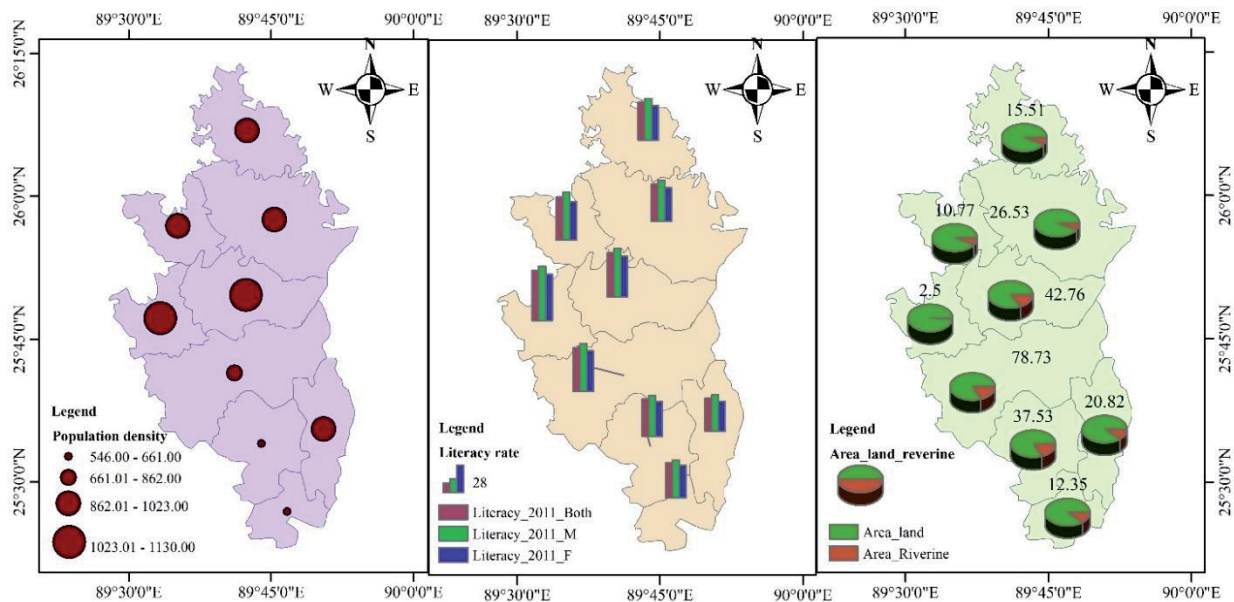 89°30'0"E 89°45'0"E 90°0'0"E
26°15'0"N
26°0'0"N
25°45'0"N
25°30'0"N
N
W E
S
Legend
Population density
546.00 - 661.00
661.01 - 862.00
862.01 - 1023.00
1023.01 - 1130.00
89°30'0"E 89°45'0"E 90°0'0"E
89°30'0"E 89°45'0"E 90°0'0"E
N
W E
S
Legend
Literacy rate
28
Literacy_2011_Both
Literacy_2011_M
Literacy_2011_F
89°30'0"E 89°45'0"E 90°0'0"E
89°30'0"E 89°45'0"E 90°0'0"E
N
W E
S
15.51
10.77 26.53
2.5 42.76
78.73
37.53 20.82
12.35
Legend
Area_land_reverine
Area_land
Area_Riverine
26°0'0"N
25°45'0"N
25°30'0"N
89°30'0"E 89°45'0"E 90°0'0"E